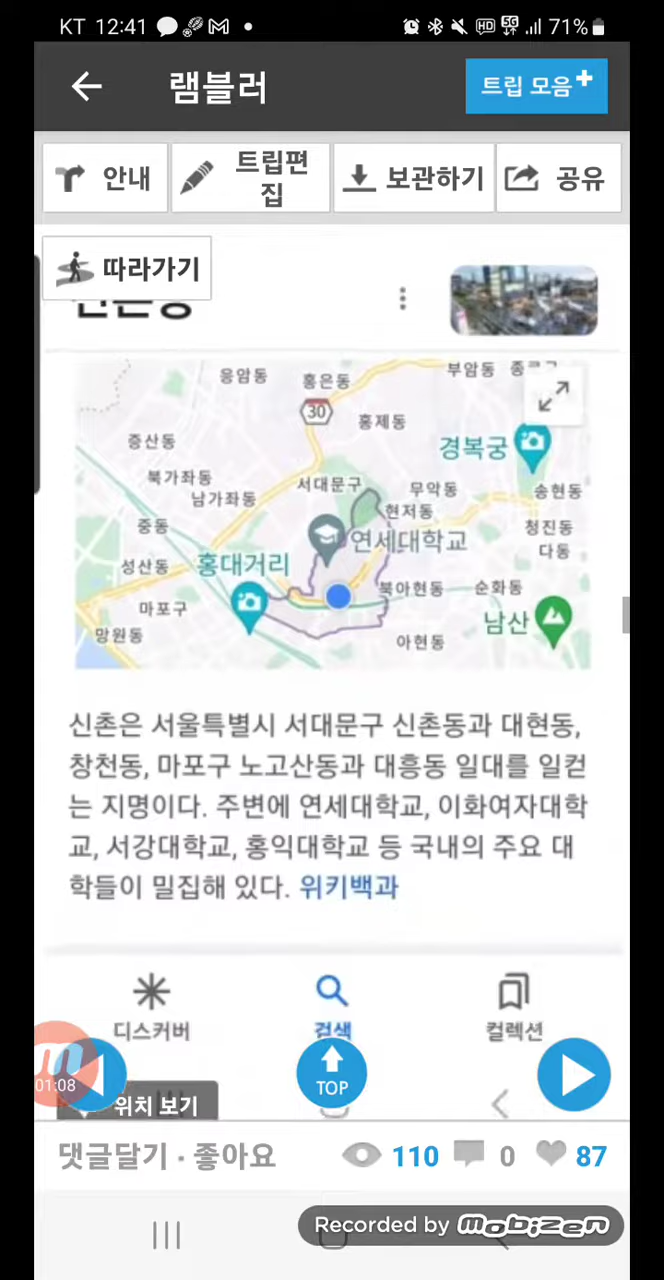 KT 12:41
HD 5G 71%
램블러
트립 모음+
안내
트립편
집
보관하기
공유
따라가기
응암동
홍은동
부암동
30
홍제동
증산동
경복궁
북가좌동
서대문구
무악동
송현동
남가좌동
현저동
중동
연세대학교
청진동
다동
성산동
홍대거리
북아현동
순화동
마포구
남산
망원동
아현동
신촌은 서울특별시 서대문구 신촌동과 대현동,
창천동, 마포구 노고산동과 대흥동 일대를 일컫
는 지명이다. 주변에 연세대학교, 이화여자대학
교, 서강대학교, 홍익대학교 등 국내의 주요 대
학들이 밀집해 있다. 위키백과
디스커버
검색
컬렉션
01:08
TOP
위치 보기
댓글달기 · 좋아요
110
0
87
Recorded by mobizen